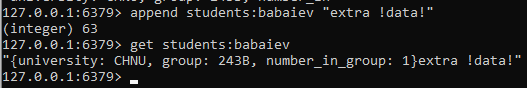 127.0.0.1:6379> append students:babaiev "extra !data!"
(integer) 63
127.0.0.1:6379> get students:babaiev
"{university: CHNU, group: 243B, number_in_group: 1}extra !data!"
127.0.0.1:6379>